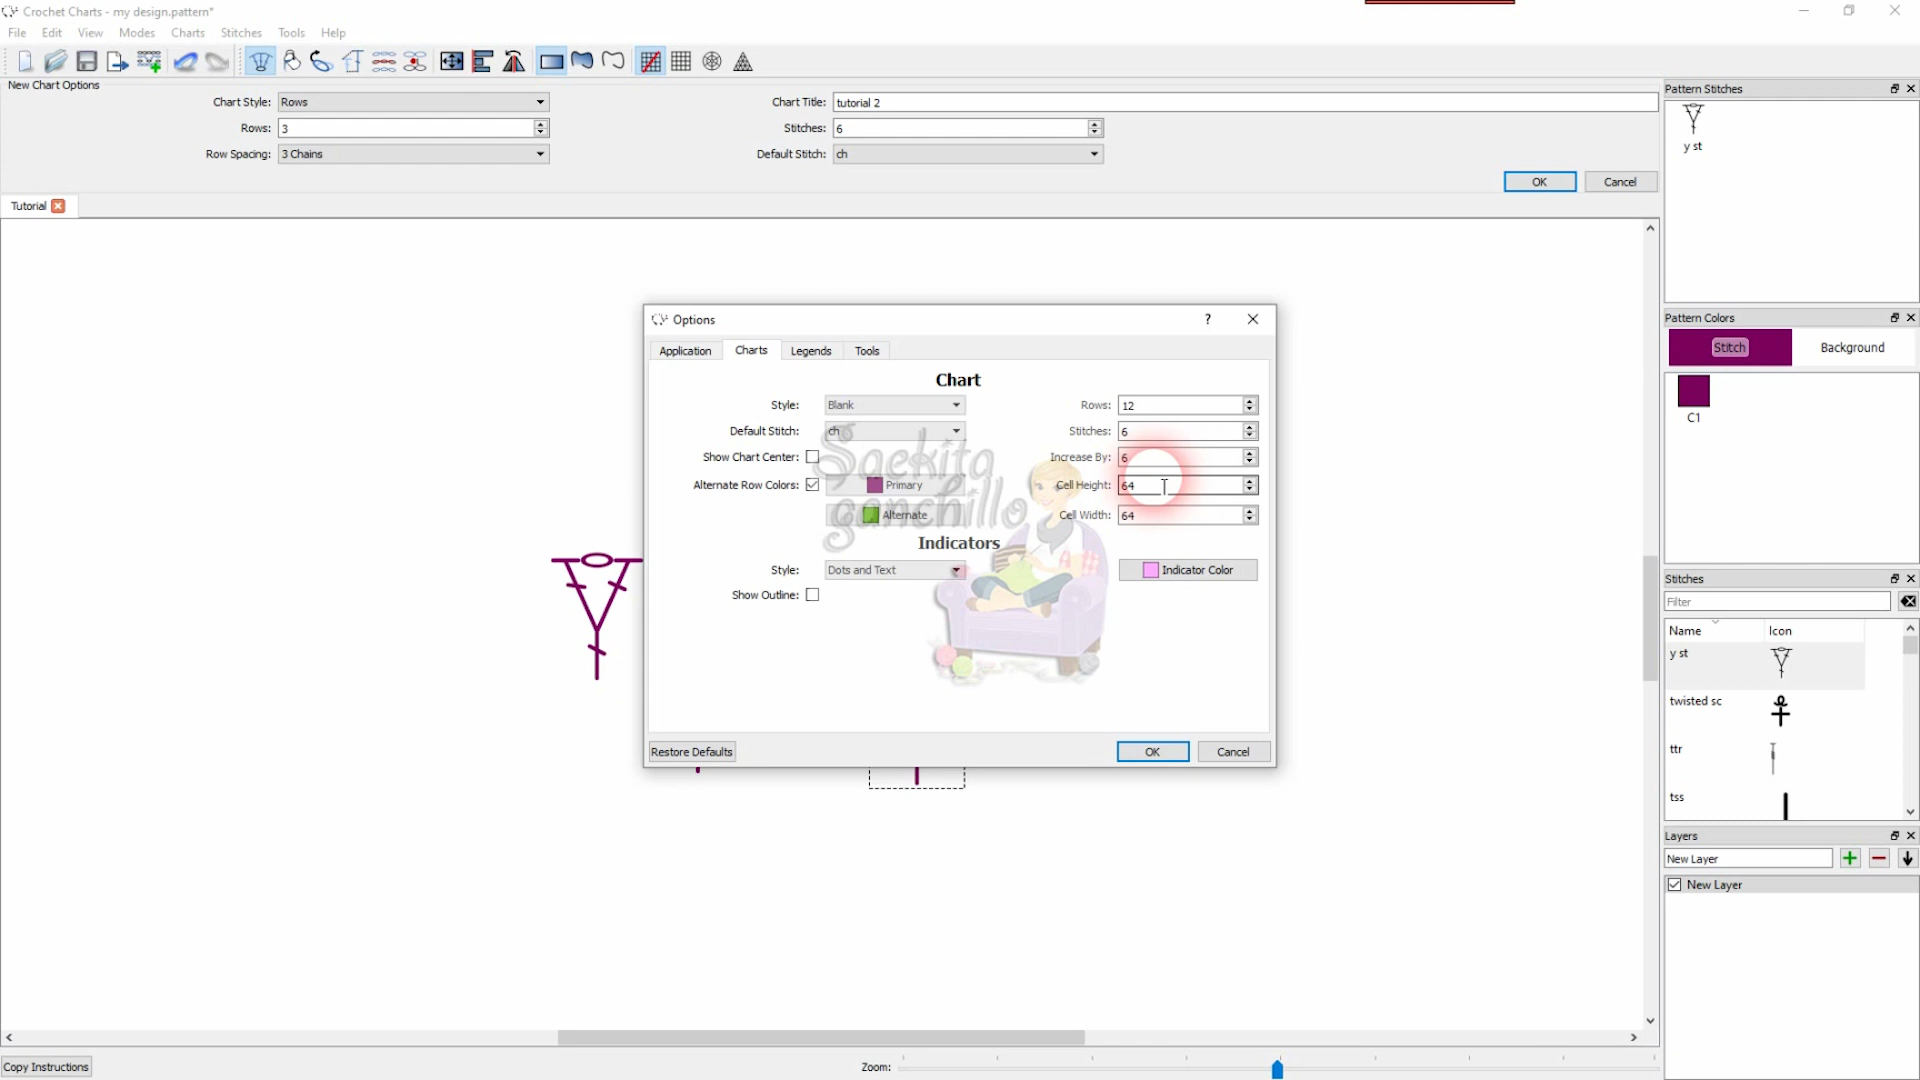 Crochet Charts - my design.pattern*
File Edit View Modes Charts Stitches Tools Help
New Chart Options
Chart Style: Rows Chart Title: tutorial 2
Rows: 3 Stitches: 6
Row Spacing: 3 Chains Default Stitch: ch
OK Cancel
Tutorial
Options
Application Charts Legends Tools
Chart
Style: Blank Rows: 12
Default Stitch: ch Stitches: 6
Show Chart Center: Increase By: 6
Alternate Row Colors: Primary Cell Height: 64
Alternate Cell Width: 64
Saekita
ganchillo
Indicators
Style: Dots and Text Indicator Color
Show Outline:
Restore Defaults OK Cancel
Pattern Stitches
y st
Pattern Colors
Stitch Background
C1
Stitches
Filter
Name Icon
y st
twisted sc
ttr
tss
Layers
New Layer
New Layer
Copy Instructions Zoom: